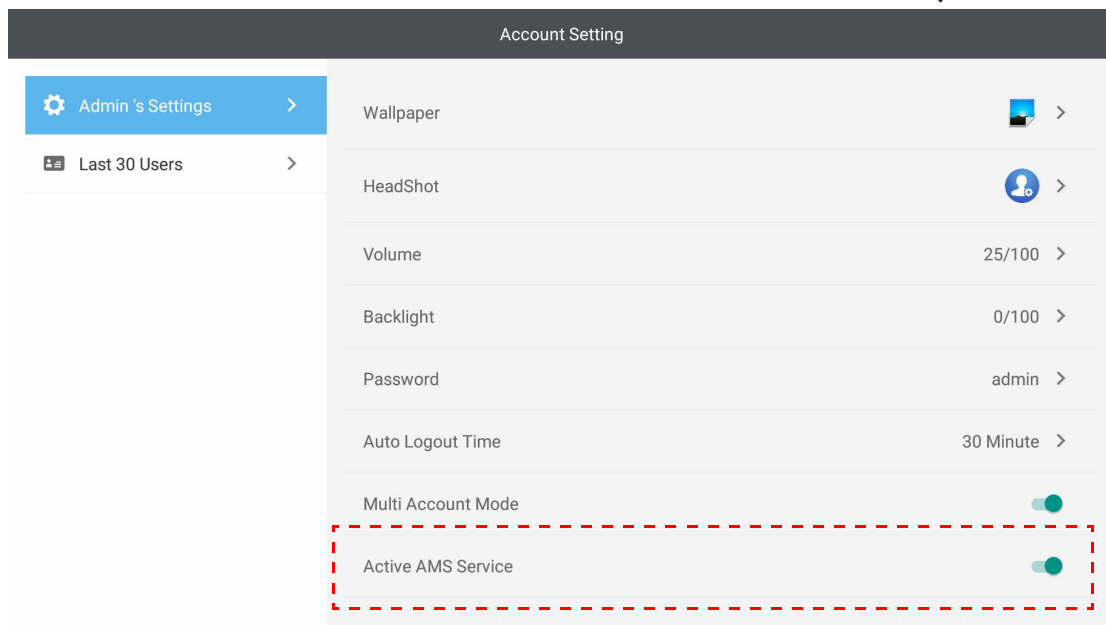 Account Setting
Admin 's Settings
Last 30 Users
Wallpaper
HeadShot
Volume 25/100
Backlight 0/100
Password admin
Auto Logout Time 30 Minute
Multi Account Mode
Active AMS Service